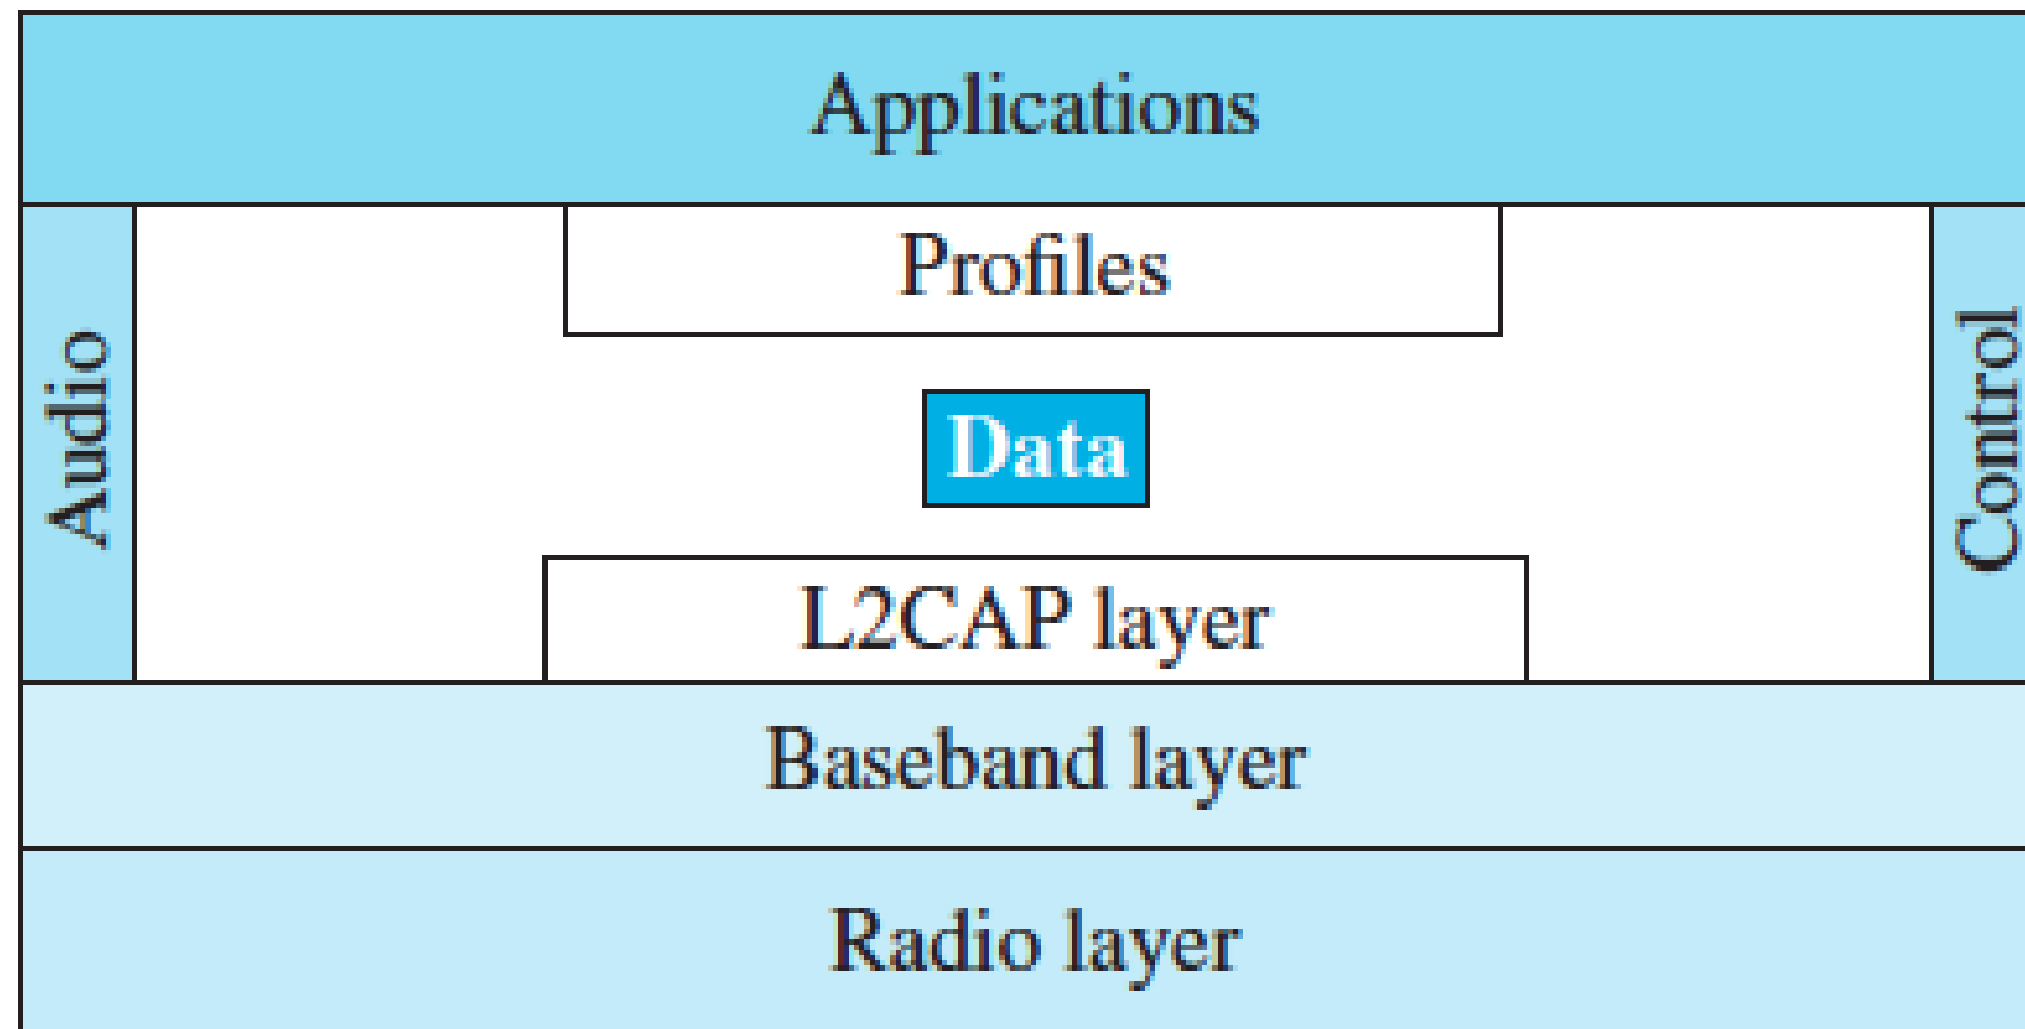 Applications
Profiles
Audio
Data
Control
L2CAP layer
Baseband layer
Radio layer